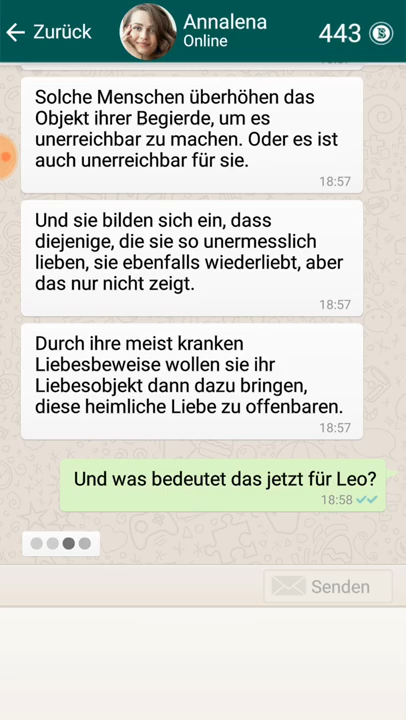 Zurück
Annalena
Online
443
Solche Menschen überhöhen das
Objekt ihrer Begierde, um es
unerreichbar zu machen. Oder es ist
auch unerreichbar für sie.
18:57
Und sie bilden sich ein, dass
diejenige, die sie so unermesslich
lieben, sie ebenfalls wiederliebt, aber
das nur nicht zeigt.
18:57
Durch ihre meist kranken
Liebesbeweise wollen sie ihr
Liebesobjekt dann dazu bringen,
diese heimliche Liebe zu offenbaren.
18:57
Und was bedeutet das jetzt für Leo?
18:58
Senden